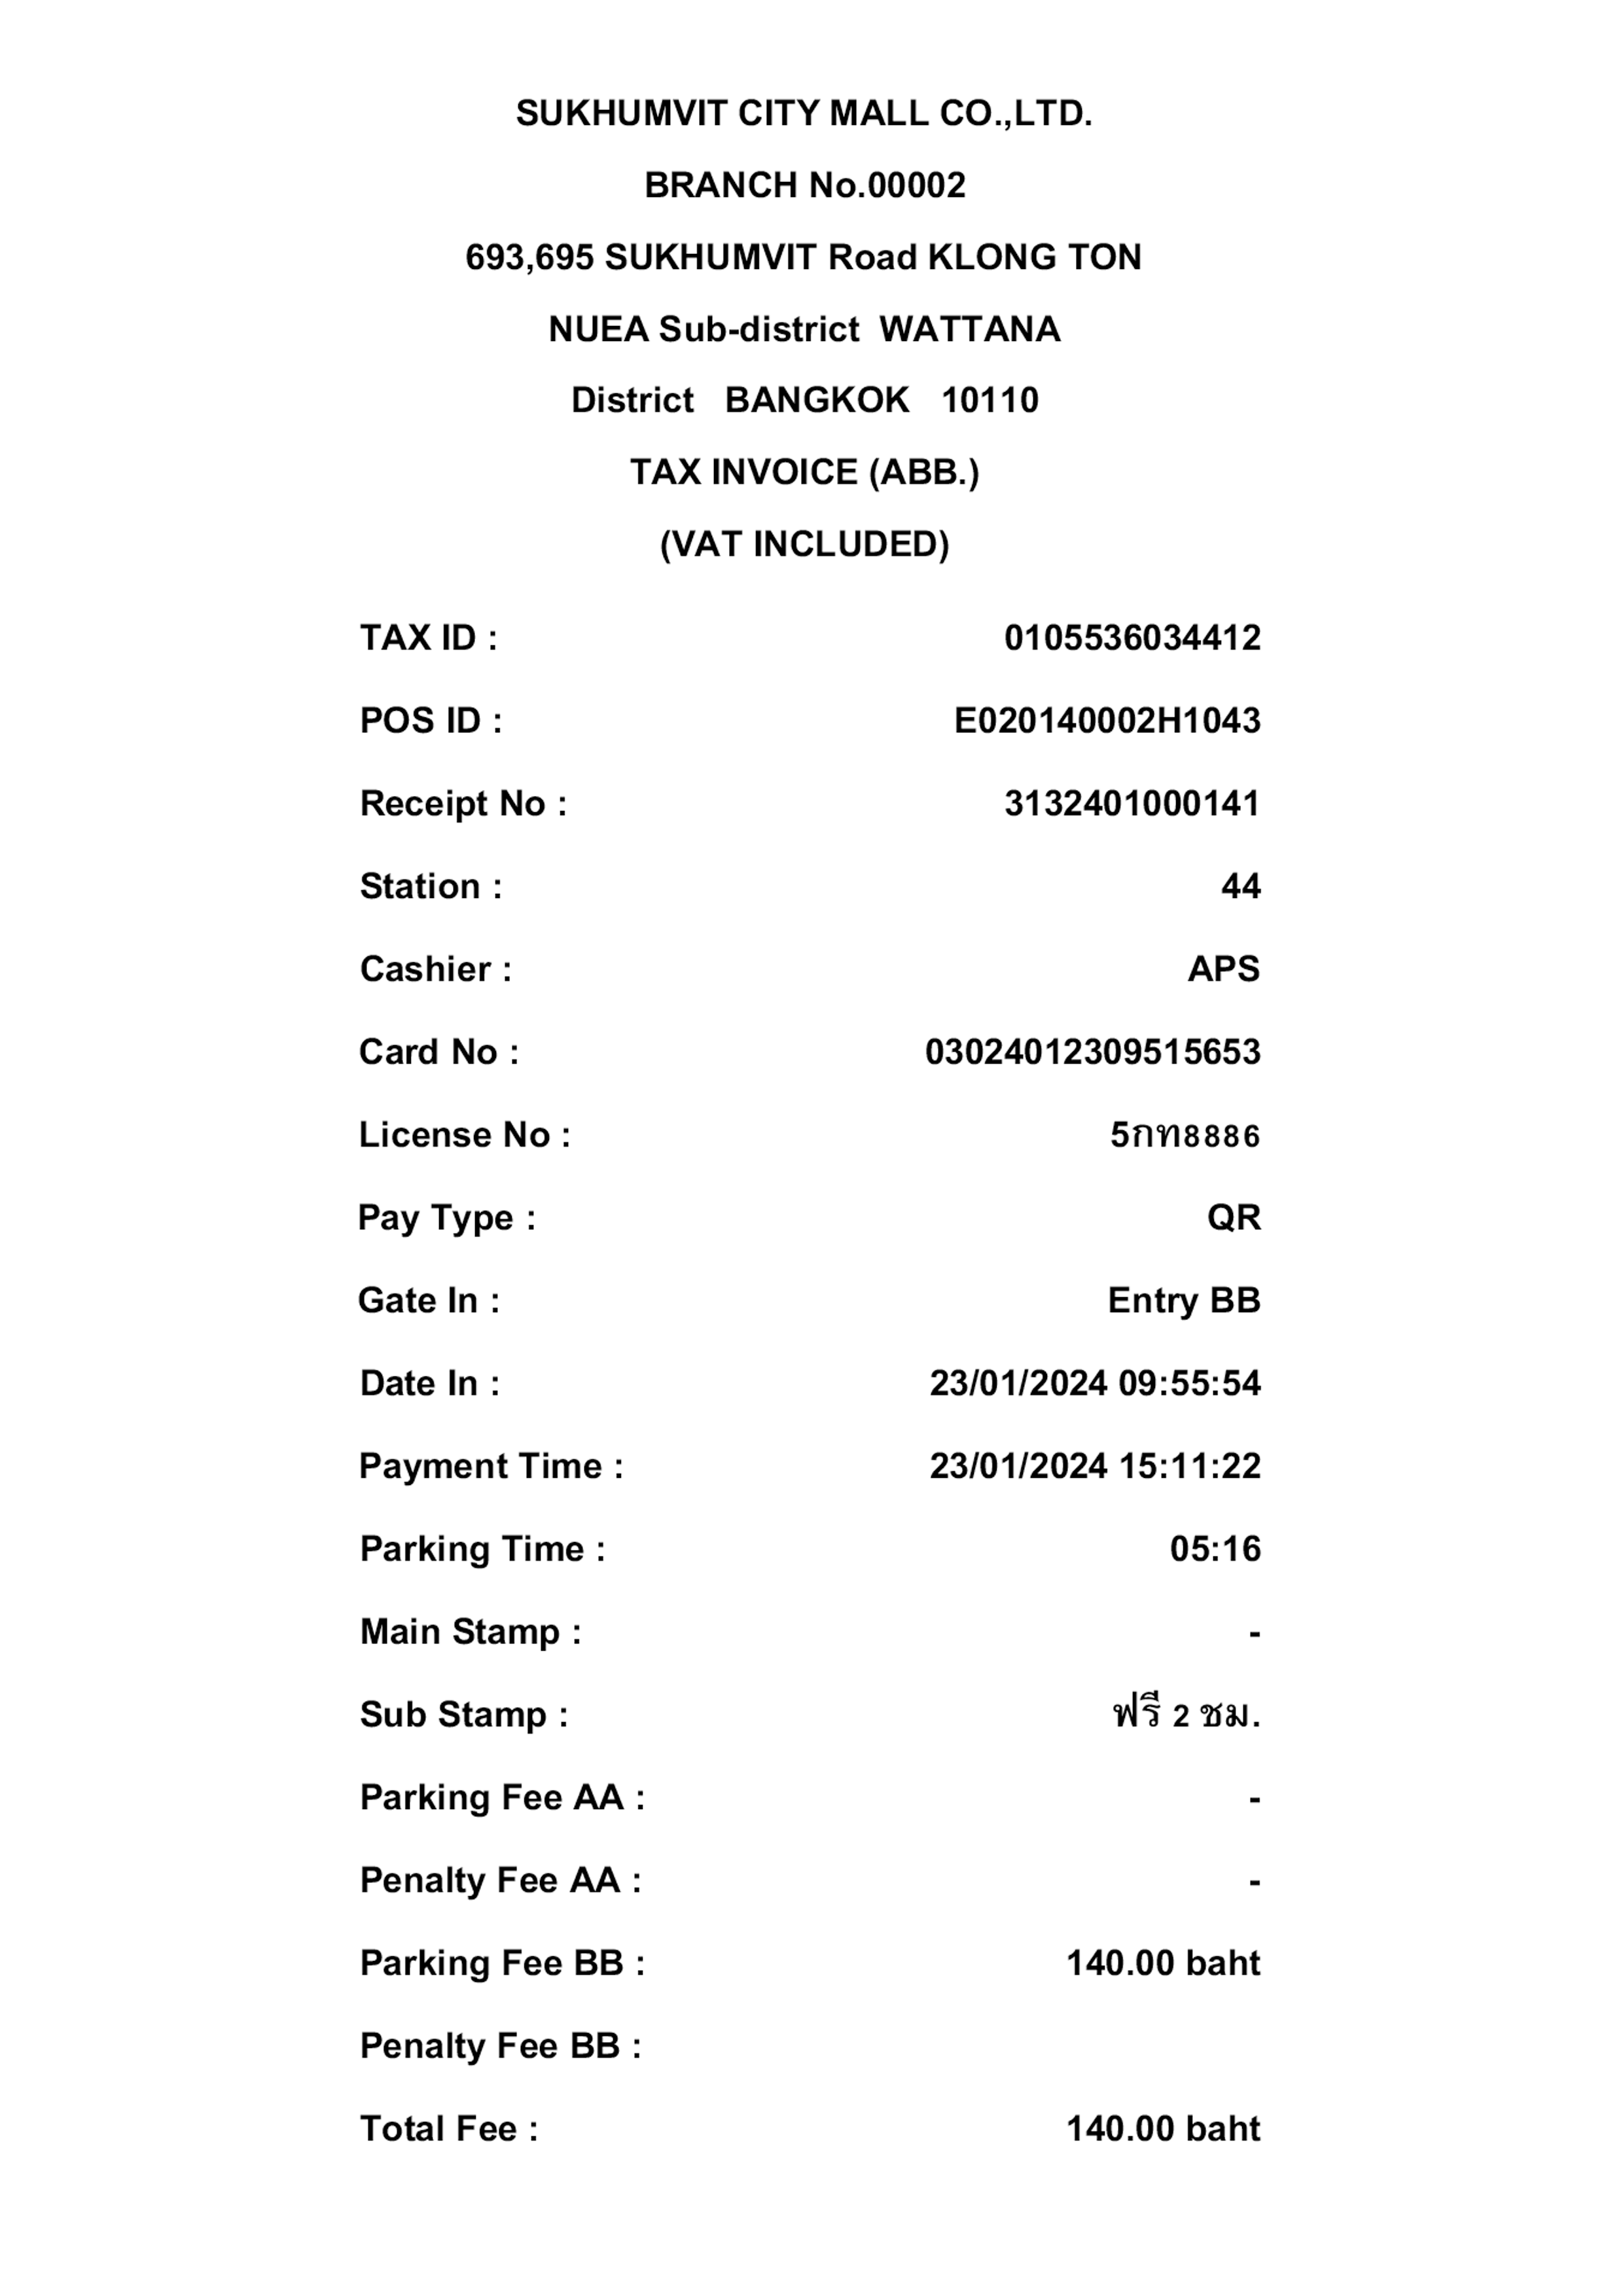 SUKHUMVIT CITY MALL CO.,LTD.
BRANCH No.00002
693,695 SUKHUMVIT Road KLONG TON
NUEA Sub-district WATTANA
District BANGKOK 10110
TAX INVOICE (ABB.)
(VAT INCLUDED)
TAX ID : 0105536034412
POS ID : E020140002H1043
Receipt No : 3132401000141
Station : 44
Cashier : APS
Card No : 03024012309515653
License No : 5กท8886
Pay Type : QR
Gate In : Entry BB
Date In : 23/01/2024 09:55:54
Payment Time : 23/01/2024 15:11:22
Parking Time : 05:16
Main Stamp : -
Sub Stamp : ฟรี 2 ชม.
Parking Fee AA : -
Penalty Fee AA : -
Parking Fee BB : 140.00 baht
Penalty Fee BB :
Total Fee : 140.00 baht